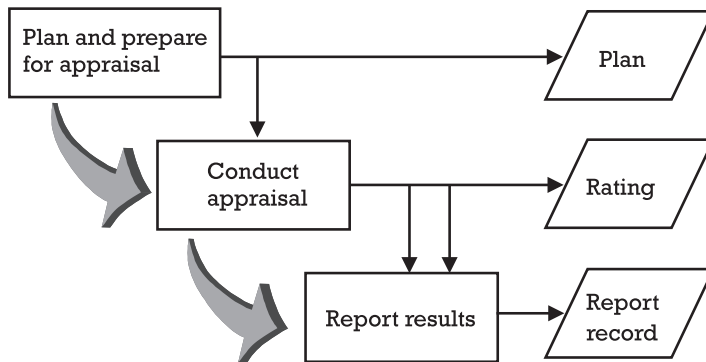 Plan and prepare
for appraisal
Plan
Conduct
appraisal
Rating
Report results
Report
record